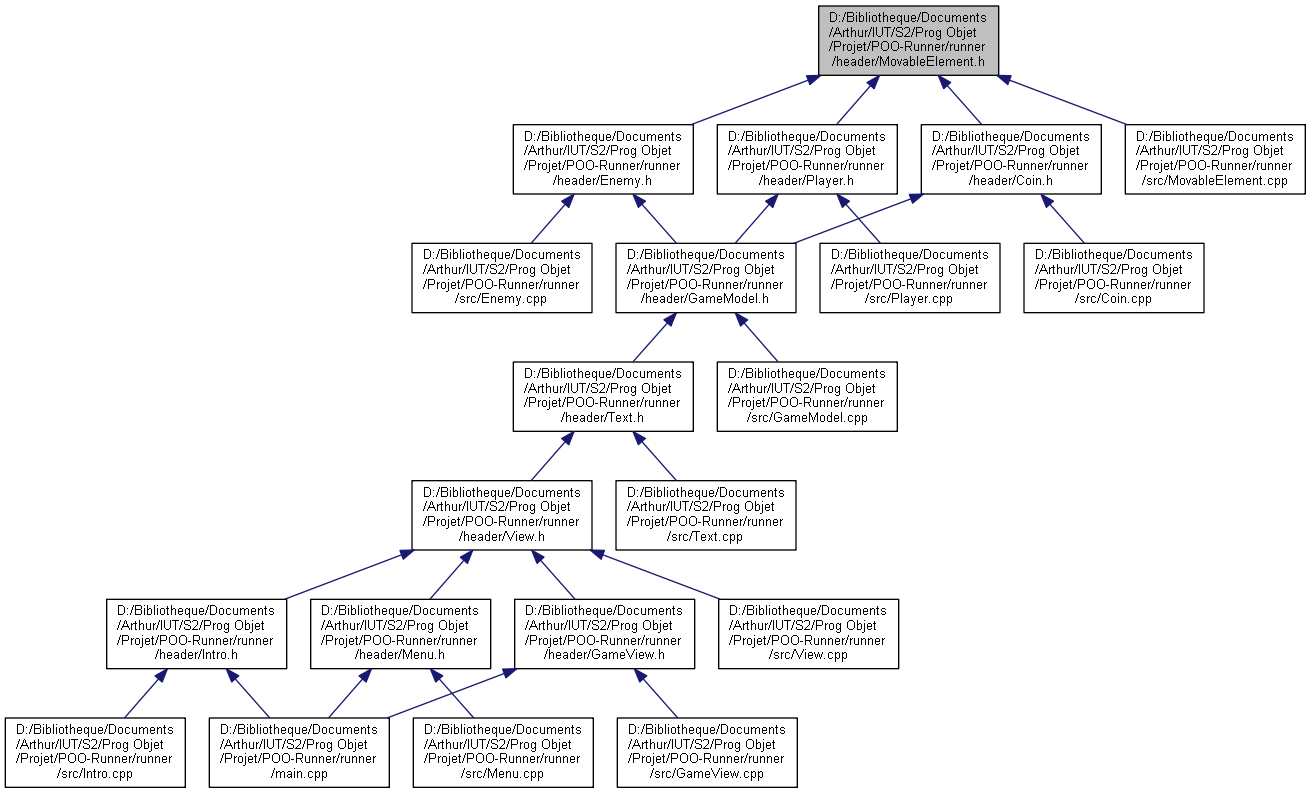 D:/Bibliotheque/Documents
/Arthur/IUT/S2/Prog Objet
/Projet/POO-Runner/runner
/header/MovableElement.h
D:/Bibliotheque/Documents
/Arthur/IUT/S2/Prog Objet
/Projet/POO-Runner/runner
/header/Enemy.h
D:/Bibliotheque/Documents
/Arthur/IUT/S2/Prog Objet
/Projet/POO-Runner/runner
/header/Player.h
D:/Bibliotheque/Documents
/Arthur/IUT/S2/Prog Objet
/Projet/POO-Runner/runner
/header/Coin.h
D:/Bibliotheque/Documents
/Arthur/IUT/S2/Prog Objet
/Projet/POO-Runner/runner
/src/MovableElement.cpp
D:/Bibliotheque/Documents
/Arthur/IUT/S2/Prog Objet
/Projet/POO-Runner/runner
/src/Enemy.cpp
D:/Bibliotheque/Documents
/Arthur/IUT/S2/Prog Objet
/Projet/POO-Runner/runner
/header/GameModel.h
D:/Bibliotheque/Documents
/Arthur/IUT/S2/Prog Objet
/Projet/POO-Runner/runner
/src/Player.cpp
D:/Bibliotheque/Documents
/Arthur/IUT/S2/Prog Objet
/Projet/POO-Runner/runner
/src/Coin.cpp
D:/Bibliotheque/Documents
/Arthur/IUT/S2/Prog Objet
/Projet/POO-Runner/runner
/header/Text.h
D:/Bibliotheque/Documents
/Arthur/IUT/S2/Prog Objet
/Projet/POO-Runner/runner
/src/GameModel.cpp
D:/Bibliotheque/Documents
/Arthur/IUT/S2/Prog Objet
/Projet/POO-Runner/runner
/header/View.h
D:/Bibliotheque/Documents
/Arthur/IUT/S2/Prog Objet
/Projet/POO-Runner/runner
/src/Text.cpp
D:/Bibliotheque/Documents
/Arthur/IUT/S2/Prog Objet
/Projet/POO-Runner/runner
/header/Intro.h
D:/Bibliotheque/Documents
/Arthur/IUT/S2/Prog Objet
/Projet/POO-Runner/runner
/header/Menu.h
D:/Bibliotheque/Documents
/Arthur/IUT/S2/Prog Objet
/Projet/POO-Runner/runner
/header/GameView.h
D:/Bibliotheque/Documents
/Arthur/IUT/S2/Prog Objet
/Projet/POO-Runner/runner
/src/View.cpp
D:/Bibliotheque/Documents
/Arthur/IUT/S2/Prog Objet
/Projet/POO-Runner/runner
/src/Intro.cpp
D:/Bibliotheque/Documents
/Arthur/IUT/S2/Prog Objet
/Projet/POO-Runner/runner
/main.cpp
D:/Bibliotheque/Documents
/Arthur/IUT/S2/Prog Objet
/Projet/POO-Runner/runner
/src/Menu.cpp
D:/Bibliotheque/Documents
/Arthur/IUT/S2/Prog Objet
/Projet/POO-Runner/runner
/src/GameView.cpp